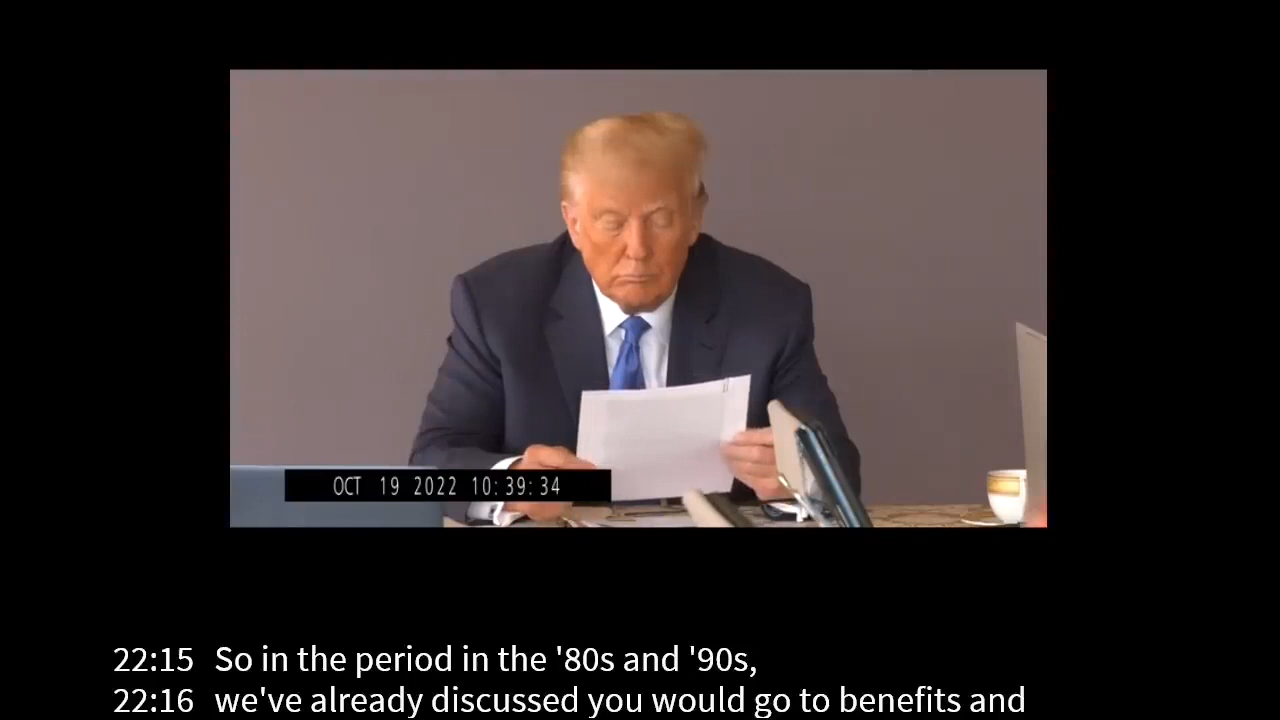 OCT 19 2022 10:39:34
22:15 So in the period in the '80s and '90s,
22:16 we've already discussed you would go to benefits and